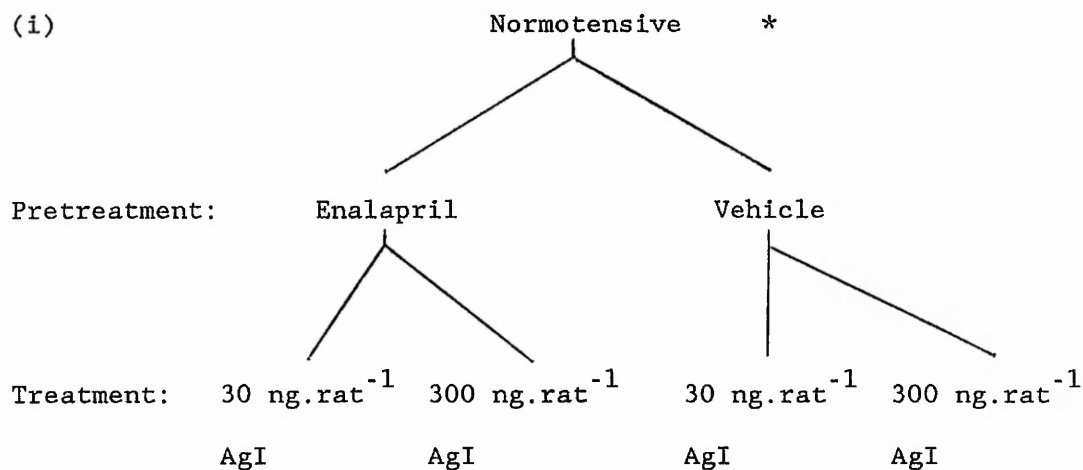 (i) Normotensive *
Pretreatment: Enalapril Vehicle
Treatment: 30 ng.rat⁻¹ 300 ng.rat⁻¹ 30 ng.rat⁻¹ 300 ng.rat⁻¹
AgI AgI AgI AgI